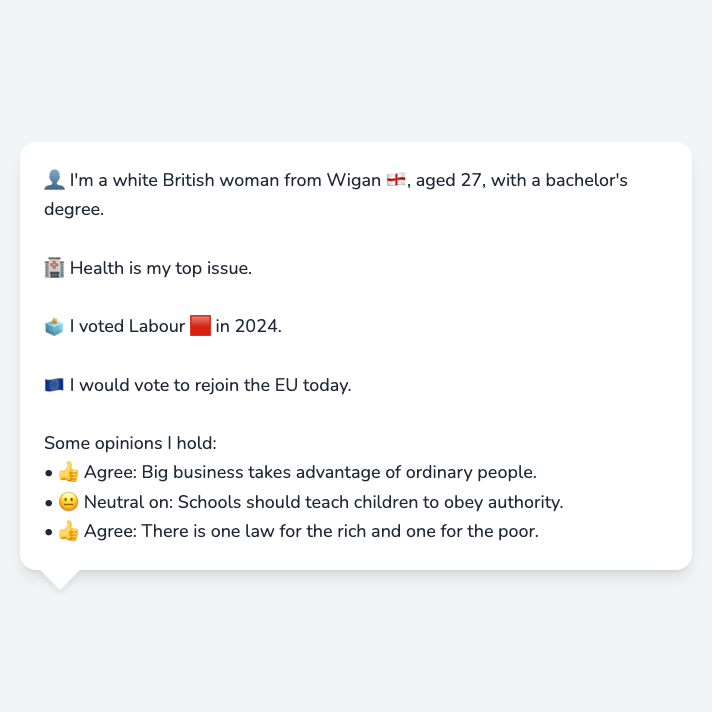 👤 I'm a white British woman from Wigan 🏴󠁧󠁢󠁥󠁮󠁧󠁿, aged 27, with a bachelor's
degree.
🏥 Health is my top issue.
🗳️ I voted Labour 🟥 in 2024.
🇪🇺 I would vote to rejoin the EU today.
Some opinions I hold:
• 👍 Agree: Big business takes advantage of ordinary people.
• 😐 Neutral on: Schools should teach children to obey authority.
• 👍 Agree: There is one law for the rich and one for the poor.